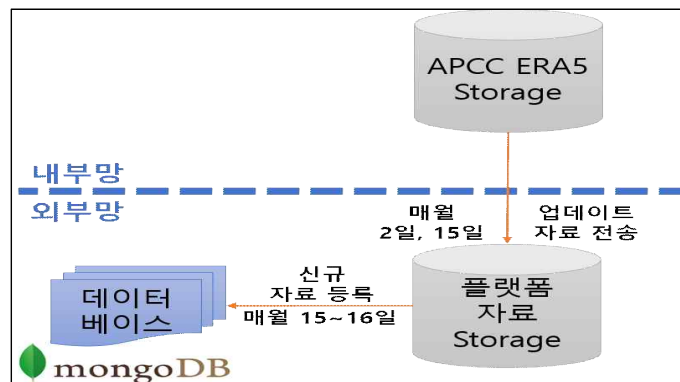 APCC ERA5
Storage
내부망
외부망
매월
2일, 15일
업데이트
자료 전송
신규
자료 등록
매월 15~16일
데이터
베이스
플랫폼
자료
Storage
mongoDB